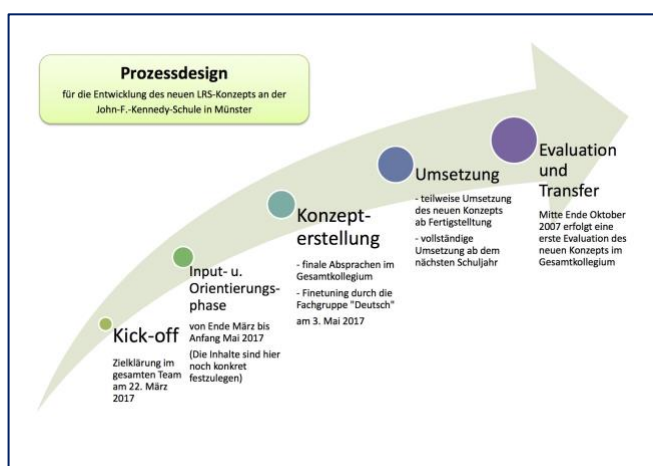 Prozessdesign
für die Entwicklung des neuen LRS-Konzepts an der
John-F.-Kennedy-Schule in Münster
Kick-off
Zielklärung im
gesamten Team
am 22. März
2017
Input- u.
Orientierungs-
phase
von Ende März bis
Anfang Mai 2017
(Die Inhalte sind hier
noch konkret
festzulegen)
Konzept-
erstellung
- finale Absprachen im
Gesamtkollegium
- Finetuning durch die
Fachgruppe "Deutsch"
am 3. Mai 2017
Umsetzung
- teilweise Umsetzung
des neuen Konzepts
ab Fertigstelltung
- vollständige
Umsetzung ab dem
nächsten Schuljahr
Evaluation
und
Transfer
Mitte Ende Oktober
2007 erfolgt eine
erste Evaluation des
neuen Konzepts im
Gesamtkollegium